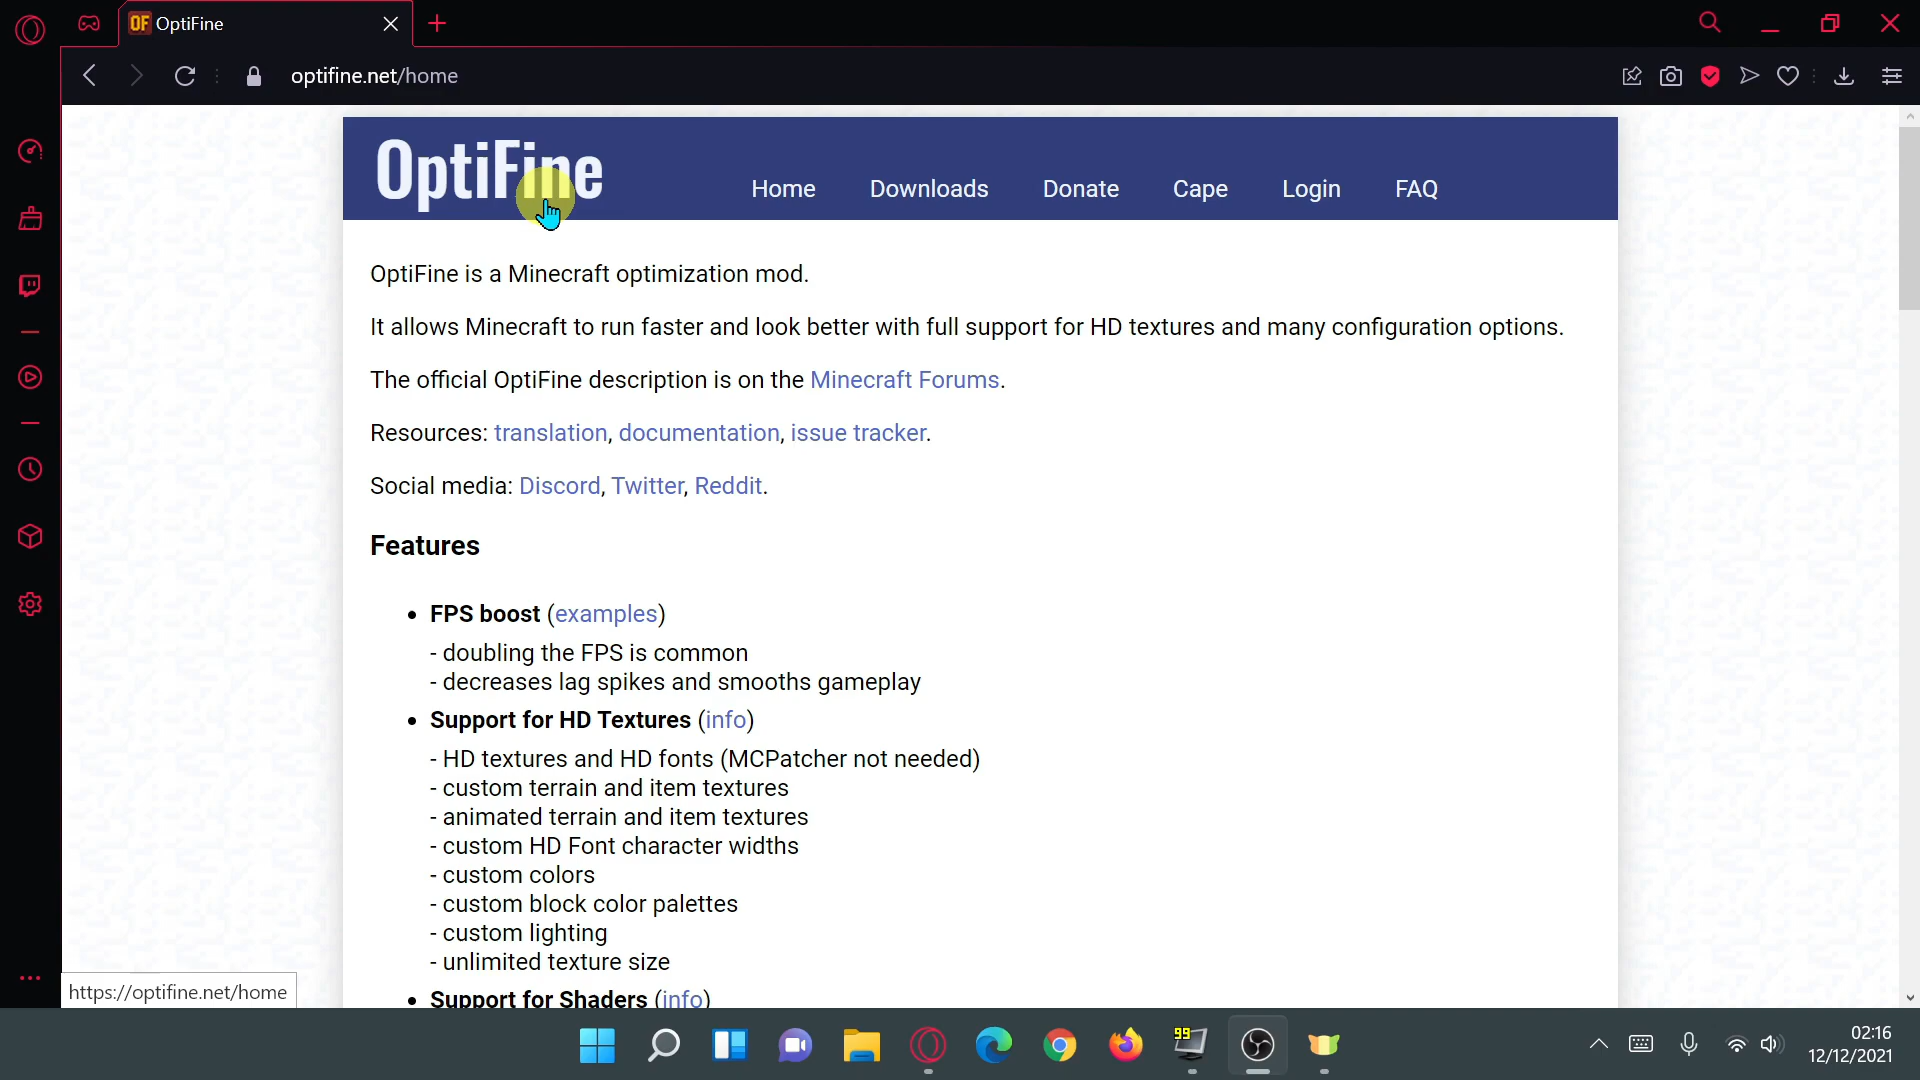 OF OptiFine
optifine.net/home
OptiFine
Home Downloads Donate Cape Login FAQ
OptiFine is a Minecraft optimization mod.
It allows Minecraft to run faster and look better with full support for HD textures and many configuration options.
The official OptiFine description is on the Minecraft Forums.
Resources: translation, documentation, issue tracker.
Social media: Discord, Twitter, Reddit.
Features
• FPS boost (examples)
- doubling the FPS is common
- decreases lag spikes and smooths gameplay
• Support for HD Textures (info)
- HD textures and HD fonts (MCPatcher not needed)
- custom terrain and item textures
- animated terrain and item textures
- custom HD Font character widths
- custom colors
- custom block color palettes
- custom lighting
- unlimited texture size
• Support for Shaders (info)
https://optifine.net/home
99
02:16
12/12/2021